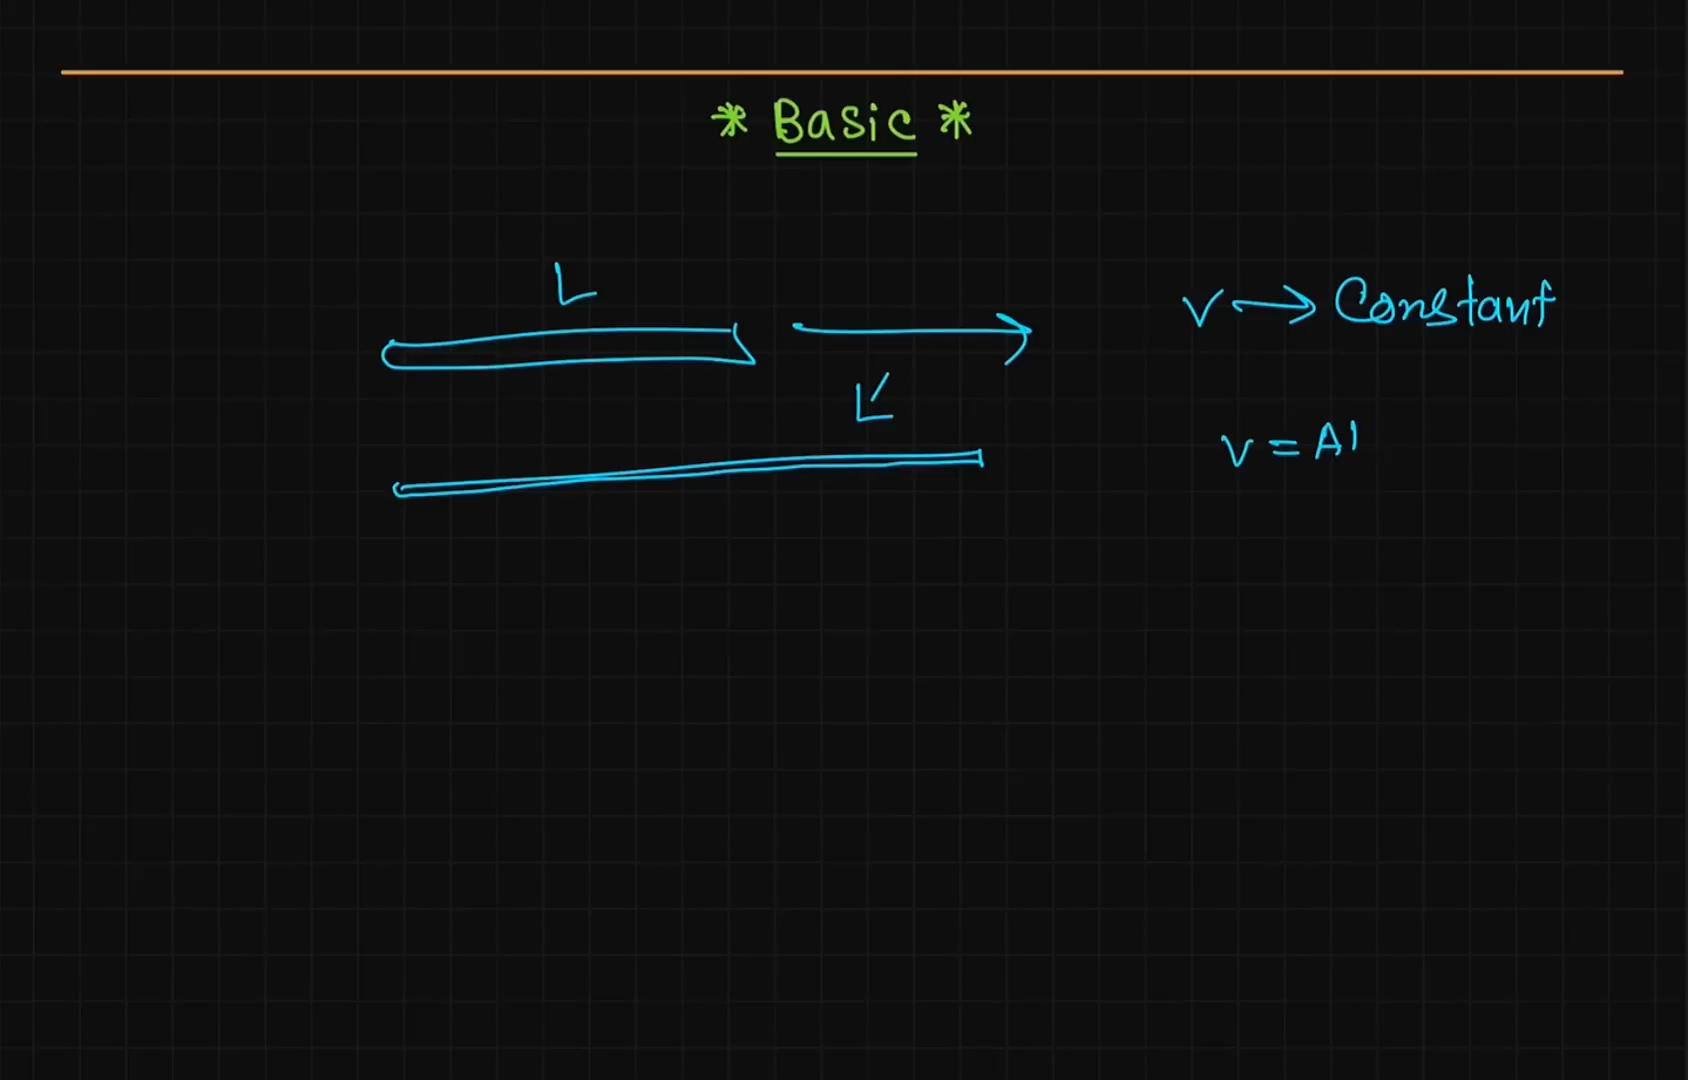 * Basic *
L
V → Constant
L'
V = Al